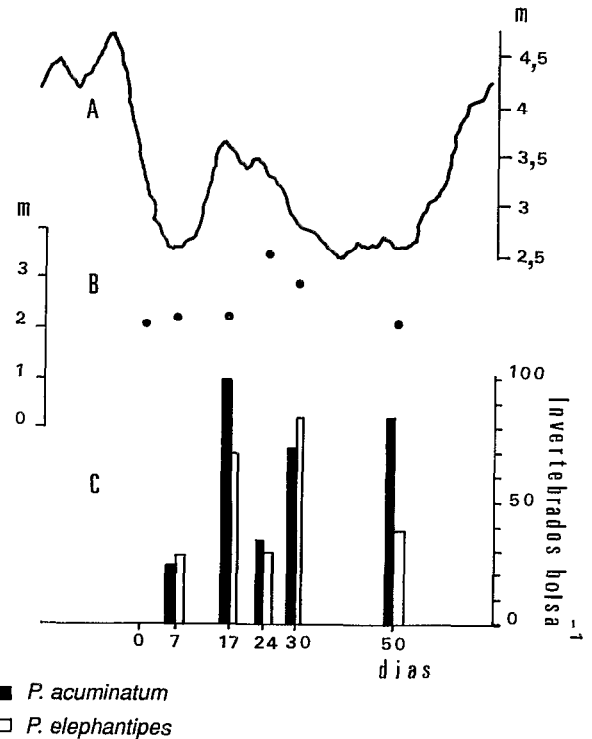 m
4,5
4
3,5
3
2,5
A
m
3
2
1
0
B
C
100
50
0
Invertebrados bolsa⁻¹
0 7 17 24 30 50
dias
P. acuminatum
P. elephantipes